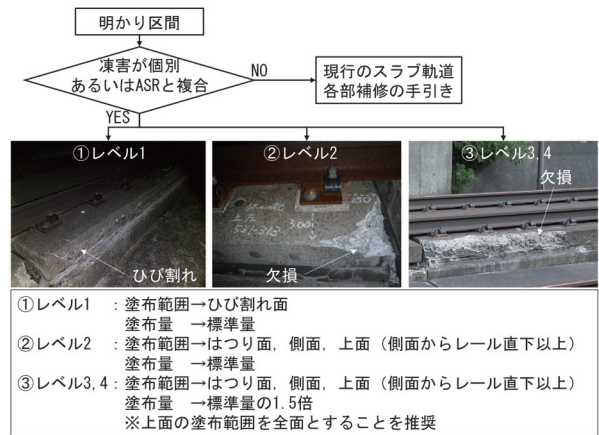 明かり区間
凍害が個別
あるいはASRと複合
NO
現行のスラブ軌道
各部補修の手引き
YES
①レベル1
②レベル2
③レベル3,4
ひび割れ
欠損
欠損
300
250
①レベル1　：塗布範囲→ひび割れ面
塗布量　→標準量
②レベル2　：塗布範囲→はつり面，側面，上面（側面からレール直下以上）
塗布量　→標準量
③レベル3,4：塗布範囲→はつり面，側面，上面（側面からレール直下以上）
塗布量　→標準量の1.5倍
※上面の塗布範囲を全面とすることを推奨